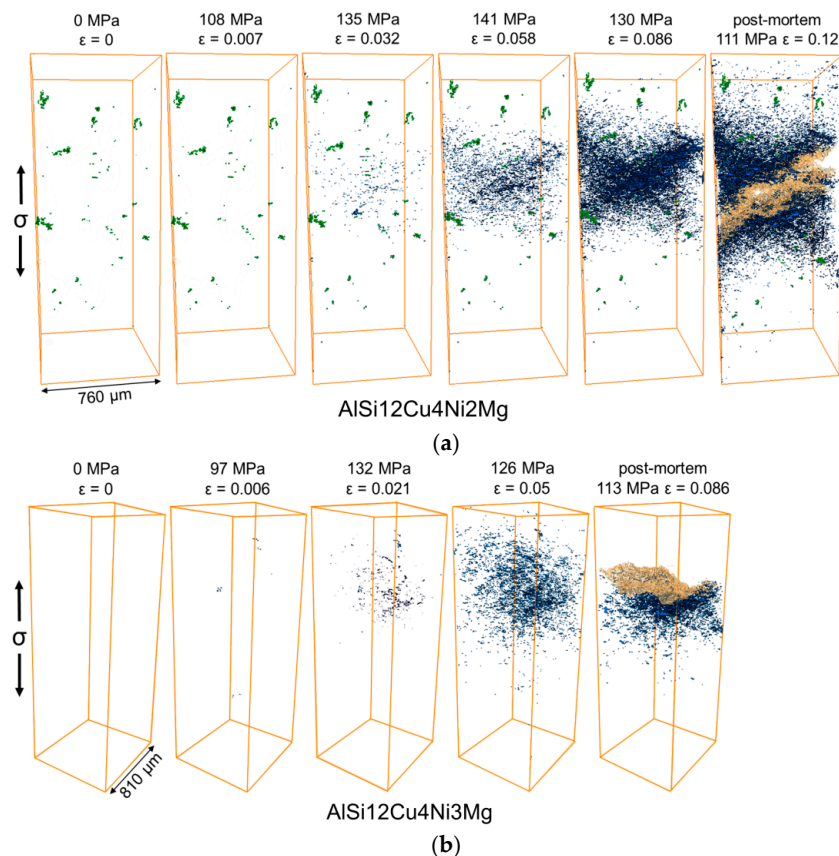 0 MPa 108 MPa 135 MPa 141 MPa 130 MPa post-mortem
ε = 0 ε = 0.007 ε = 0.032 ε = 0.058 ε = 0.086 111 MPa ε = 0.12
σ
760 μm
AlSi12Cu4Ni2Mg
(a)
0 MPa 97 MPa 132 MPa 126 MPa post-mortem
ε = 0 ε = 0.006 ε = 0.021 ε = 0.05 113 MPa ε = 0.086
σ
810 μm
AlSi12Cu4Ni3Mg
(b)